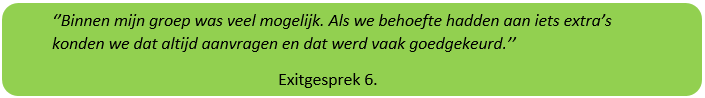 ‘’Binnen mijn groep was veel mogelijk. Als we behoefte hadden aan iets extra’s
konden we dat altijd aanvragen en dat werd vaak goedgekeurd.’’
Exitgesprek 6.